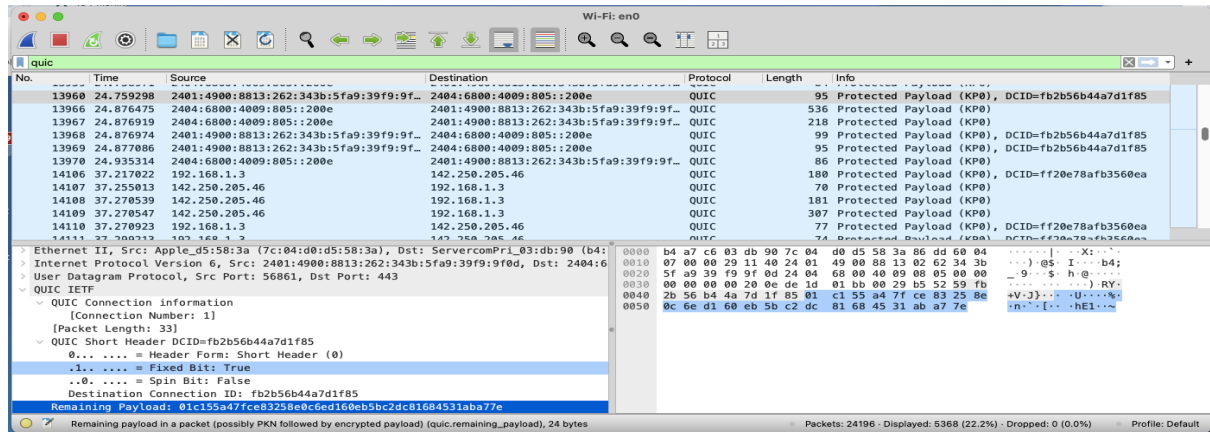 Wi-Fi: en0
quic
No. Time Source Destination Protocol Length Info
13960 24.759298 2401:4900:8813:262:343b:5fa9:39f9:9f… 2404:6800:4009:805::200e QUIC 95 Protected Payload (KP0), DCID=fb2b56b44a7d1f85
13966 24.876475 2404:6800:4009:805::200e 2401:4900:8813:262:343b:5fa9:39f9:9f… QUIC 536 Protected Payload (KP0)
13967 24.876919 2404:6800:4009:805::200e 2401:4900:8813:262:343b:5fa9:39f9:9f… QUIC 218 Protected Payload (KP0)
13968 24.876974 2401:4900:8813:262:343b:5fa9:39f9:9f… 2404:6800:4009:805::200e QUIC 99 Protected Payload (KP0), DCID=fb2b56b44a7d1f85
13969 24.877086 2401:4900:8813:262:343b:5fa9:39f9:9f… 2404:6800:4009:805::200e QUIC 95 Protected Payload (KP0), DCID=fb2b56b44a7d1f85
13970 24.935314 2404:6800:4009:805::200e 2401:4900:8813:262:343b:5fa9:39f9:9f… QUIC 86 Protected Payload (KP0)
14106 37.217022 192.168.1.3 142.250.205.46 QUIC 180 Protected Payload (KP0), DCID=ff20e78afb3560ea
14107 37.255013 142.250.205.46 192.168.1.3 QUIC 70 Protected Payload (KP0)
14108 37.270539 142.250.205.46 192.168.1.3 QUIC 181 Protected Payload (KP0)
14109 37.270547 142.250.205.46 192.168.1.3 QUIC 307 Protected Payload (KP0)
14110 37.270923 192.168.1.3 142.250.205.46 QUIC 77 Protected Payload (KP0), DCID=ff20e78afb3560ea
14111 37.299213 192.168.1.3 142.250.205.46 QUIC 74 Protected Payload (KP0), DCID=ff20e78afb3560ea
Ethernet II, Src: Apple_d5:58:3a (7c:04:d0:d5:58:3a), Dst: ServercomPri_03:db:90 (b4:
Internet Protocol Version 6, Src: 2401:4900:8813:262:343b:5fa9:39f9:9f0d, Dst: 2404:6
User Datagram Protocol, Src Port: 56861, Dst Port: 443
QUIC IETF
QUIC Connection information
[Connection Number: 1]
[Packet Length: 33]
QUIC Short Header DCID=fb2b56b44a7d1f85
0... .... = Header Form: Short Header (0)
.1.. .... = Fixed Bit: True
..0. .... = Spin Bit: False
Destination Connection ID: fb2b56b44a7d1f85
Remaining Payload: 01c155a47fce83258e0c6ed160eb5bc2dc81684531aba77e
0000 b4 a7 c6 03 db 90 7c 04 d0 d5 58 3a 86 dd 60 04 ······|· ··X:··`·
0010 07 00 00 29 11 40 24 01 49 00 88 13 02 62 34 3b ···)·@$· I····b4;
0020 5f a9 39 f9 9f 0d 24 04 68 00 40 09 08 05 00 00 _·9···$· h·@·····
0030 00 00 00 00 20 0e de 1d 01 bb 00 29 b5 52 59 fb ···· ··· ···)·RY·
0040 2b 56 b4 4a 7d 1f 85 01 c1 55 a4 7f ce 83 25 8e +V·J}··· ·U····%·
0050 0c 6e d1 60 eb 5b c2 dc 81 68 45 31 ab a7 7e ·n·`·[·· ·hE1··~
Remaining payload in a packet (possibly PKN followed by encrypted payload) (quic.remaining_payload), 24 bytes
Packets: 24196 · Displayed: 5368 (22.2%) · Dropped: 0 (0.0%)
Profile: Default